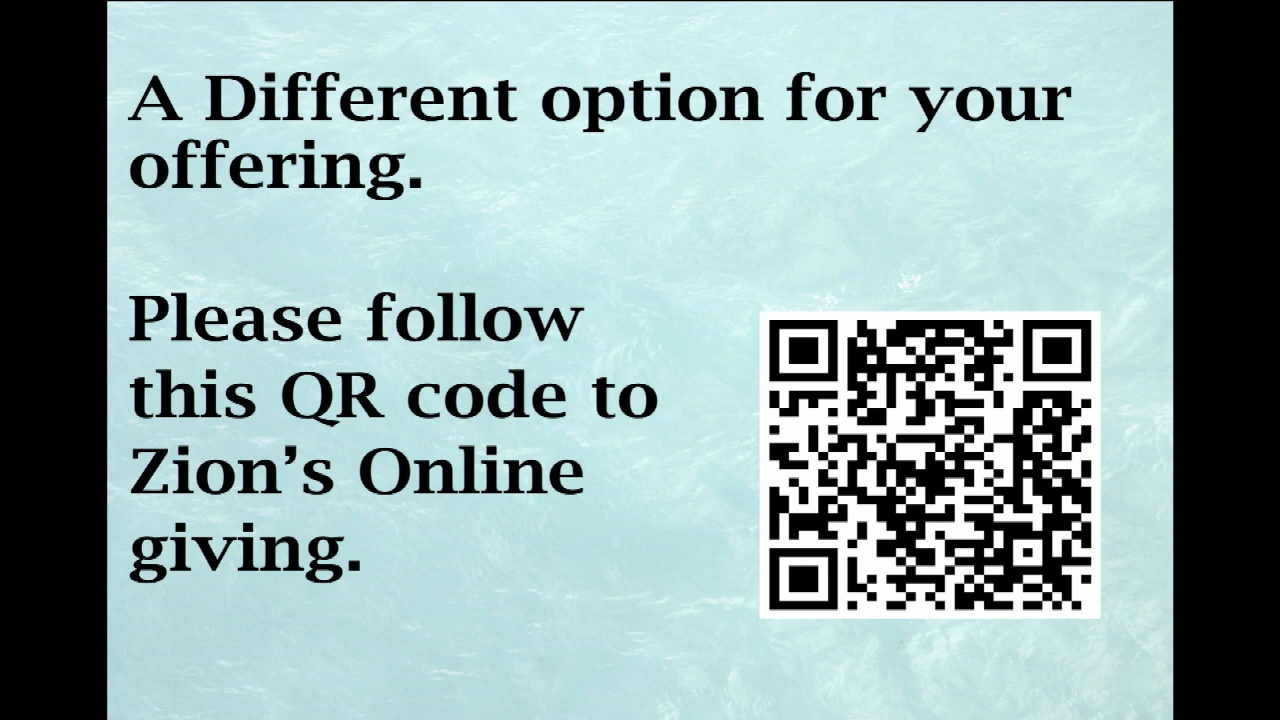 A Different option for your
offering.
Please follow
this QR code to
Zion’s Online
giving.